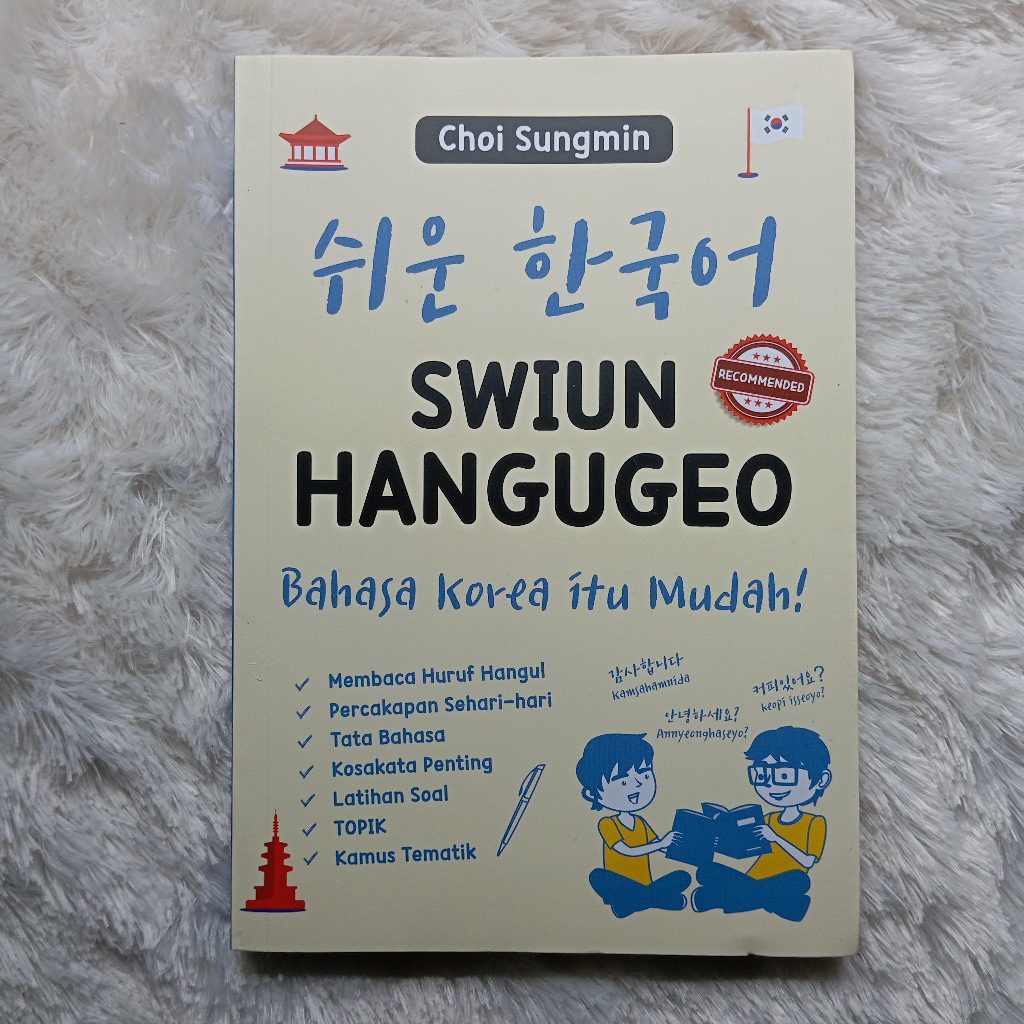 Choi Sungmin
쉬운 한국어
SWIUN
RECOMMENDED
HANGUGEO
Bahasa Korea itu Mudah!
Membaca Huruf Hangul
Percakapan Sehari-hari
Tata Bahasa
Kosakata Penting
Latihan Soal
TOPIK
Kamus Tematik
감사합니다
kamsahamnida
커피있어요?
keopi isseoyo?
안녕하세요?
Annyeonghaseyo?